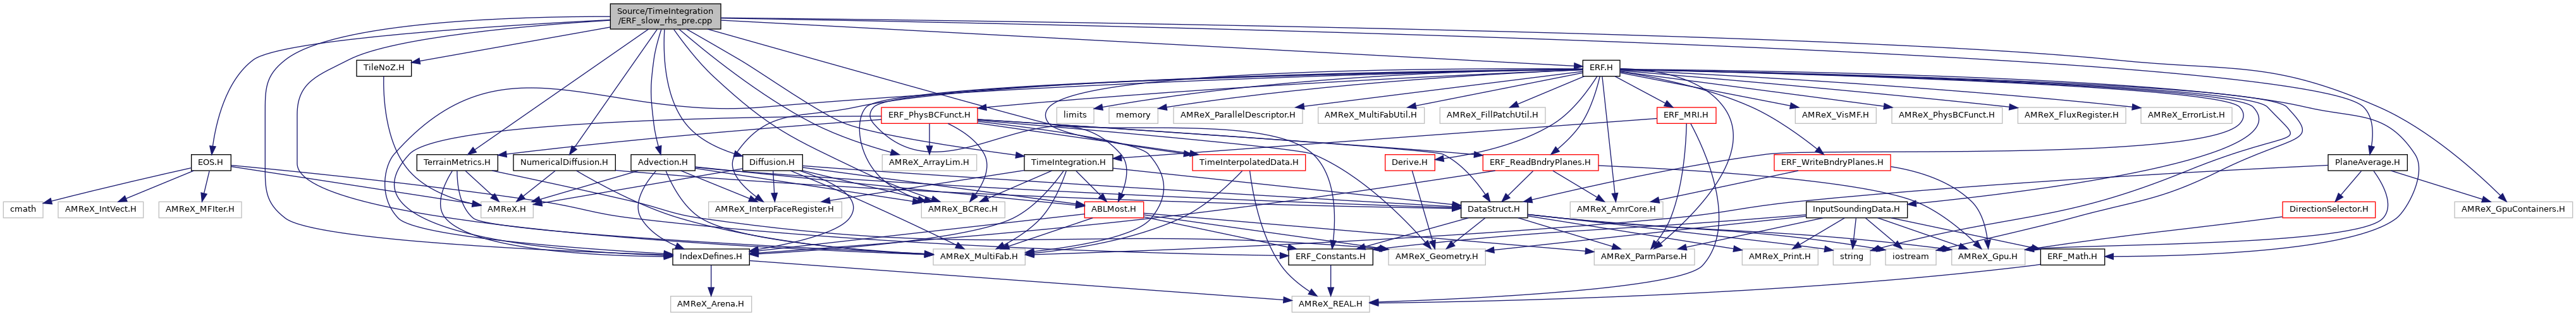 Source/TimeIntegration
/ERF_slow_rhs_pre.cpp
TileNoZ.H
ERF.H
ERF_PhysBCFunct.H
limits
memory
AMReX_ParallelDescriptor.H
AMReX_MultiFabUtil.H
AMReX_FillPatchUtil.H
ERF_MRI.H
AMReX_VisMF.H
AMReX_PhysBCFunct.H
AMReX_FluxRegister.H
AMReX_ErrorList.H
EOS.H
TerrainMetrics.H
NumericalDiffusion.H
Advection.H
Diffusion.H
AMReX_ArrayLim.H
TimeIntegration.H
TimeInterpolatedData.H
Derive.H
ERF_ReadBndryPlanes.H
ERF_WriteBndryPlanes.H
PlaneAverage.H
cmath
AMReX_IntVect.H
AMReX_MFIter.H
AMReX.H
AMReX_InterpFaceRegister.H
AMReX_BCRec.H
ABLMost.H
DataStruct.H
AMReX_AmrCore.H
InputSoundingData.H
DirectionSelector.H
AMReX_GpuContainers.H
IndexDefines.H
AMReX_MultiFab.H
ERF_Constants.H
AMReX_Geometry.H
AMReX_ParmParse.H
AMReX_Print.H
string
iostream
AMReX_Gpu.H
ERF_Math.H
AMReX_Arena.H
AMReX_REAL.H